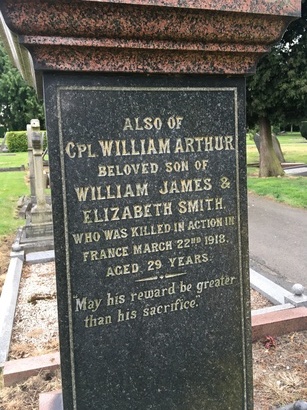 ALSO OF
CPL WILLIAM ARTHUR
BELOVED SON OF
WILLIAM JAMES &
ELIZABETH SMITH.
WHO WAS KILLED IN ACTION IN
FRANCE MARCH 22ND 1918.
AGED 29 YEARS.
May his reward be greater
than his sacrifice."